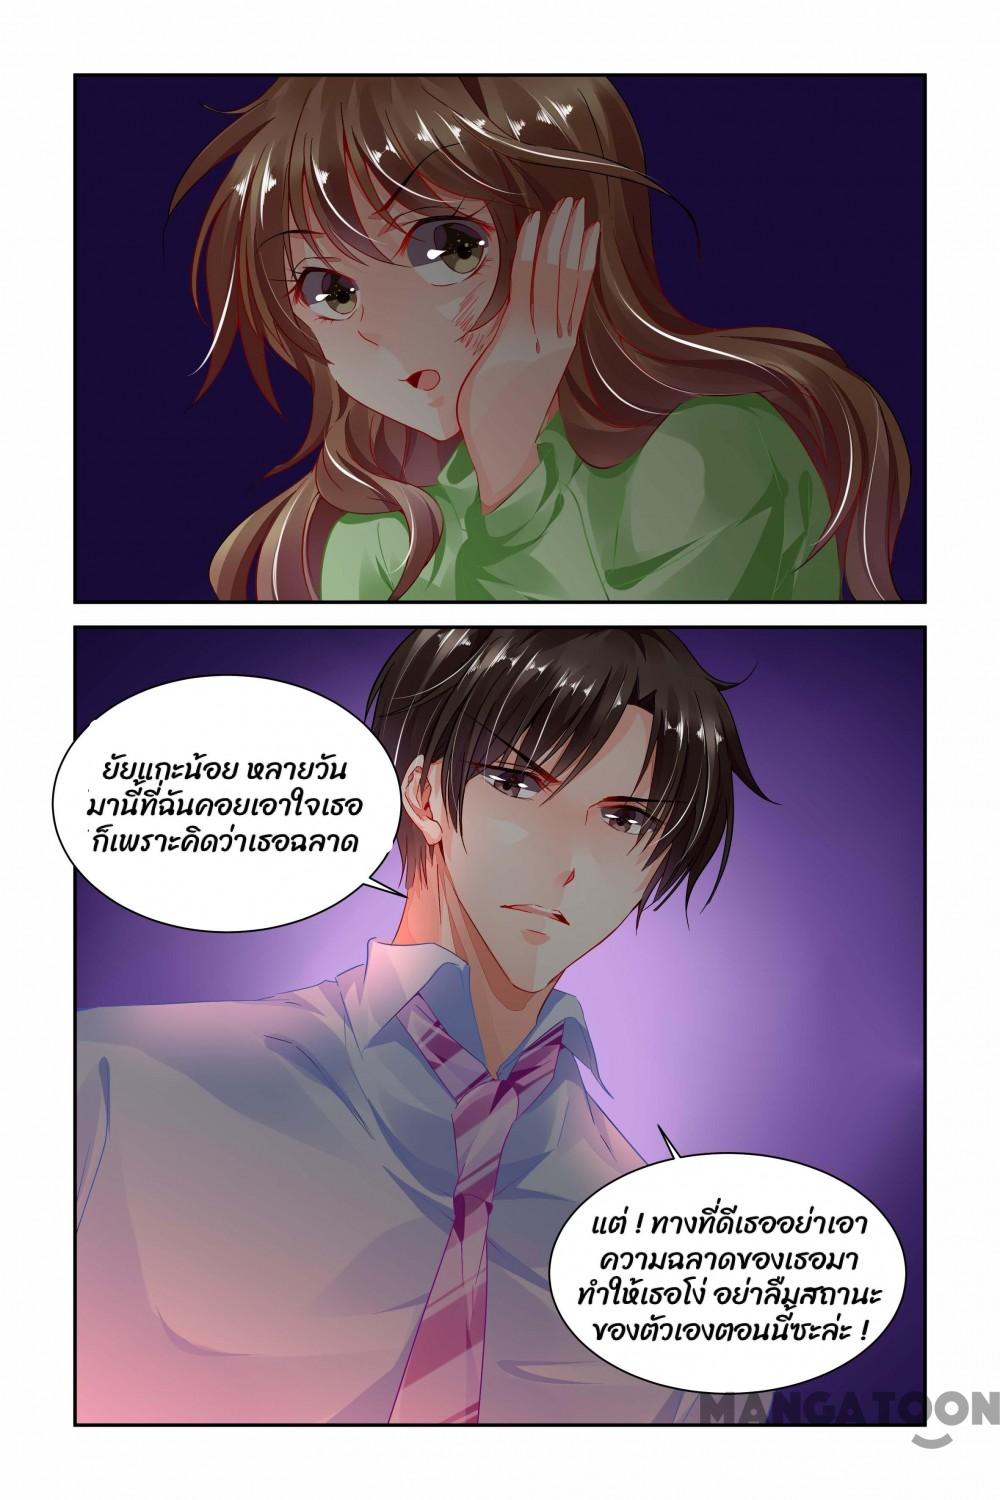 ยัยแกะน้อย หลายวัน
มานี้ที่ฉันคอยเอาใจเธอ
ก็เพราะคิดว่าเธอฉลาด
แต่ ! ทางที่ดีเธออย่าเอา
ความฉลาดของเธอมา
ทำให้เธอโง่ อย่าลืมสถานะ
ของตัวเองตอนนี้ซะล่ะ !
MANGATOON